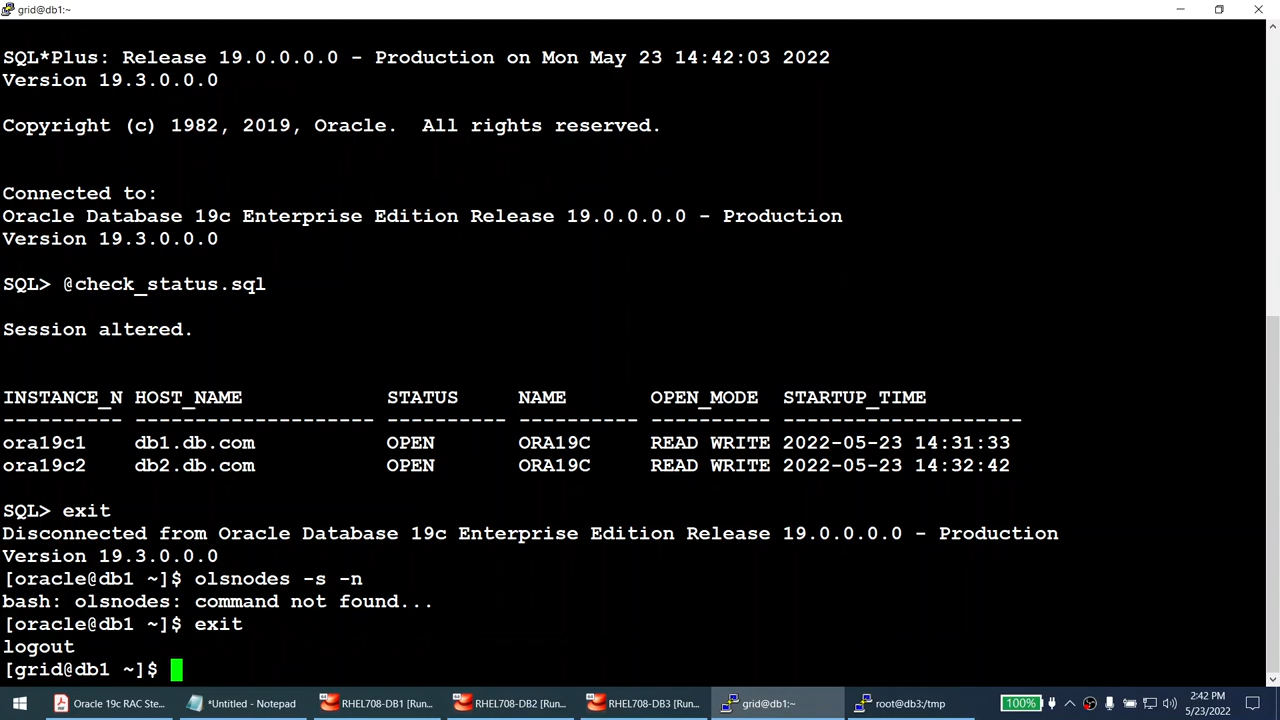 grid@db1:~
SQL*Plus: Release 19.0.0.0.0 - Production on Mon May 23 14:42:03 2022
Version 19.3.0.0.0
Copyright (c) 1982, 2019, Oracle.  All rights reserved.
Connected to:
Oracle Database 19c Enterprise Edition Release 19.0.0.0.0 - Production
Version 19.3.0.0.0
SQL> @check_status.sql
Session altered.
INSTANCE_N HOST_NAME            STATUS     NAME       OPEN_MODE  STARTUP_TIME
---------- -------------------- ---------- ---------- ---------- --------------------
ora19c1    db1.db.com           OPEN       ORA19C     READ WRITE 2022-05-23 14:31:33
ora19c2    db2.db.com           OPEN       ORA19C     READ WRITE 2022-05-23 14:32:42
SQL> exit
Disconnected from Oracle Database 19c Enterprise Edition Release 19.0.0.0.0 - Production
Version 19.3.0.0.0
[oracle@db1 ~]$ olsnodes -s -n
bash: olsnodes: command not found...
[oracle@db1 ~]$ exit
logout
[grid@db1 ~]$
Oracle 19c RAC Ste... *Untitled - Notepad RHEL708-DB1 [Run... RHEL708-DB2 [Run... RHEL708-DB3 [Run... grid@db1:~ root@db3:/tmp 100% 2:42 PM
5/23/2022